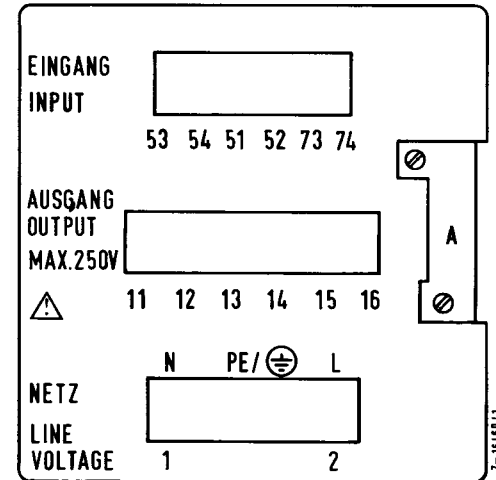 EINGANG
INPUT
53 54 51 52 73 74
AUSGANG
OUTPUT
MAX.250V
A
11 12 13 14 15 16
N PE/ L
NETZ
LINE
VOLTAGE
1 2